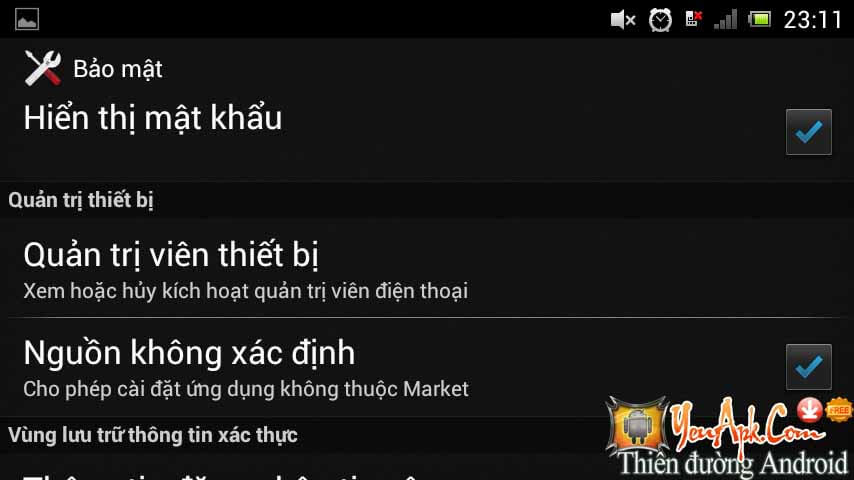 23:11
Bảo mật
Hiển thị mật khẩu
Quản trị thiết bị
Quản trị viên thiết bị
Xem hoặc hủy kích hoạt quản trị viên điện thoại
Nguồn không xác định
Cho phép cài đặt ứng dụng không thuộc Market
Vùng lưu trữ thông tin xác thực
YeuApk.Com
FREE
Thiên đường Android